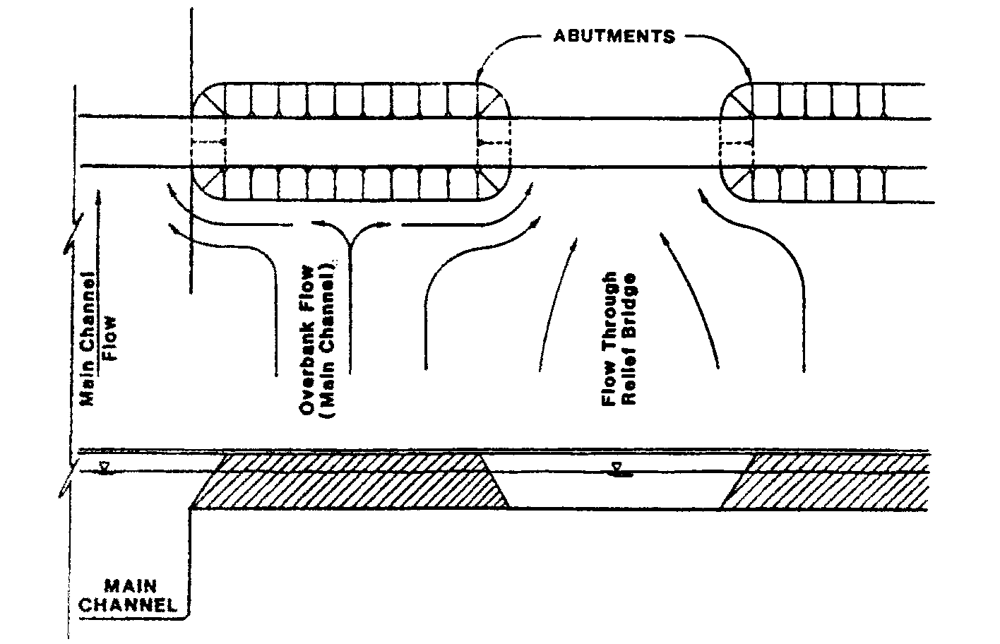 ABUTMENTS
Main Channel
Flow
Overbank Flow
(Main Channel)
Flow Through
Relief Bridge
MAIN
CHANNEL